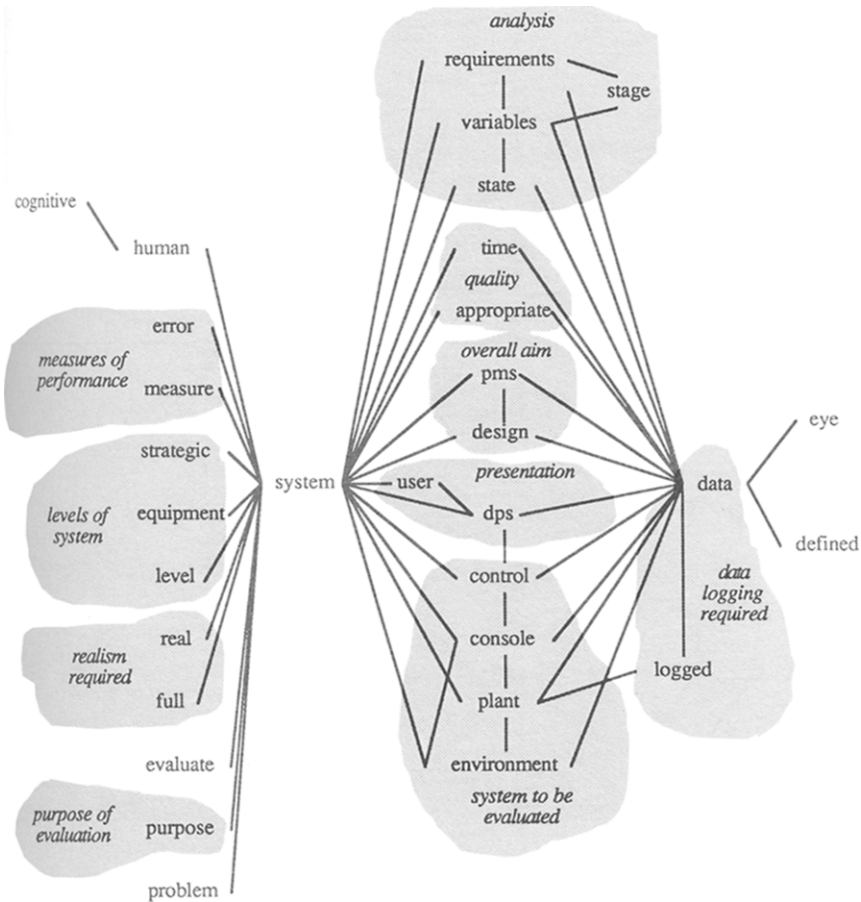 analysis
requirements
stage
variables
state
cognitive
human
time
quality
appropriate
error
measures of
performance
measure
overall aim
pms
design
strategic
equipment
levels of
system
level
system
presentation
user
dps
control
console
plant
environment
system to be
evaluated
eye
data
defined
data
logging
required
logged
real
realism
required
full
evaluate
purpose of
evaluation
purpose
problem